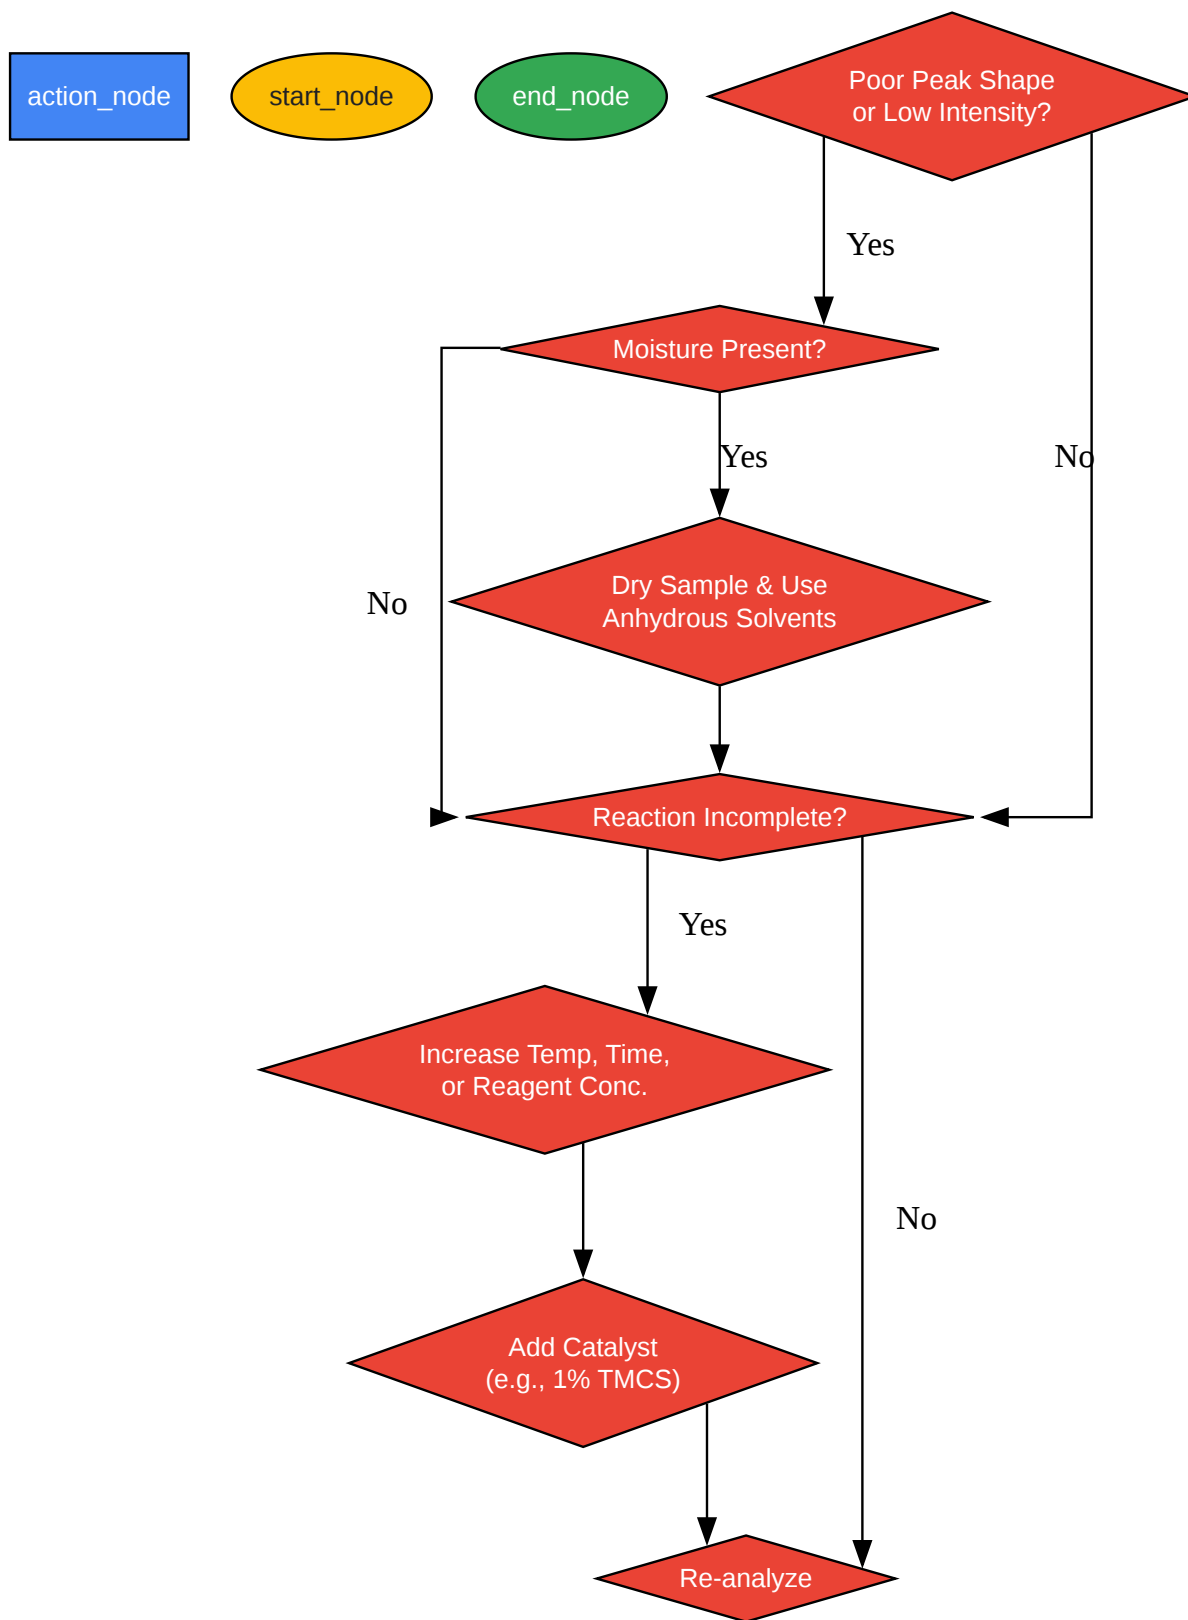 action_node
start_node
end_node
Poor Peak Shape
or Low Intensity?
Yes
Moisture Present?
Yes
No
Dry Sample & Use
Anhydrous Solvents
No
Reaction Incomplete?
Yes
Increase Temp, Time,
or Reagent Conc.
No
Add Catalyst
(e.g., 1% TMCS)
Re-analyze